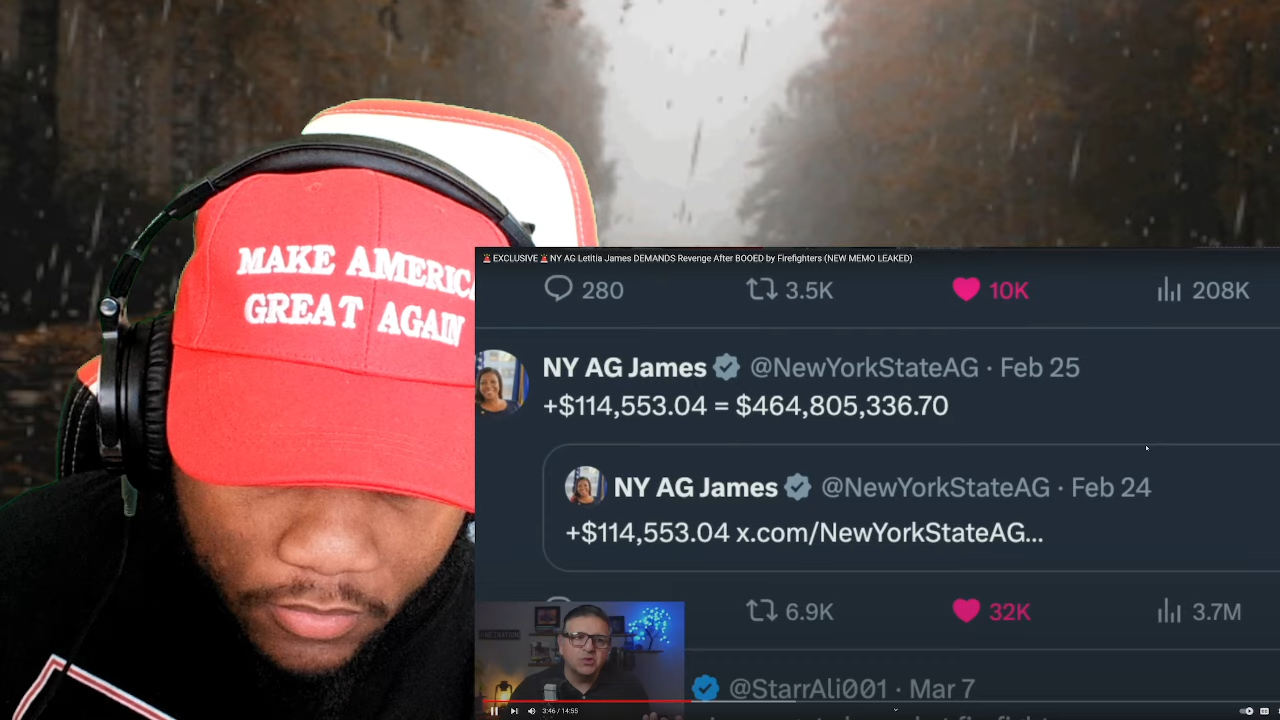 MAKE AMERIC
GREAT AGAIN
🚨EXCLUSIVE🚨NY AG Letitia James DEMANDS Revenge After BOOED by Firefighters (NEW MEMO LEAKED)
280 3.5K 10K 208K
NY AG James @NewYorkStateAG · Feb 25
+$114,553.04 = $464,805,336.70
NY AG James @NewYorkStateAG · Feb 24
+$114,553.04 x.com/NewYorkStateAG...
6.9K 32K 3.7M
@StarrAli001 · Mar 7
3:46 / 14:55